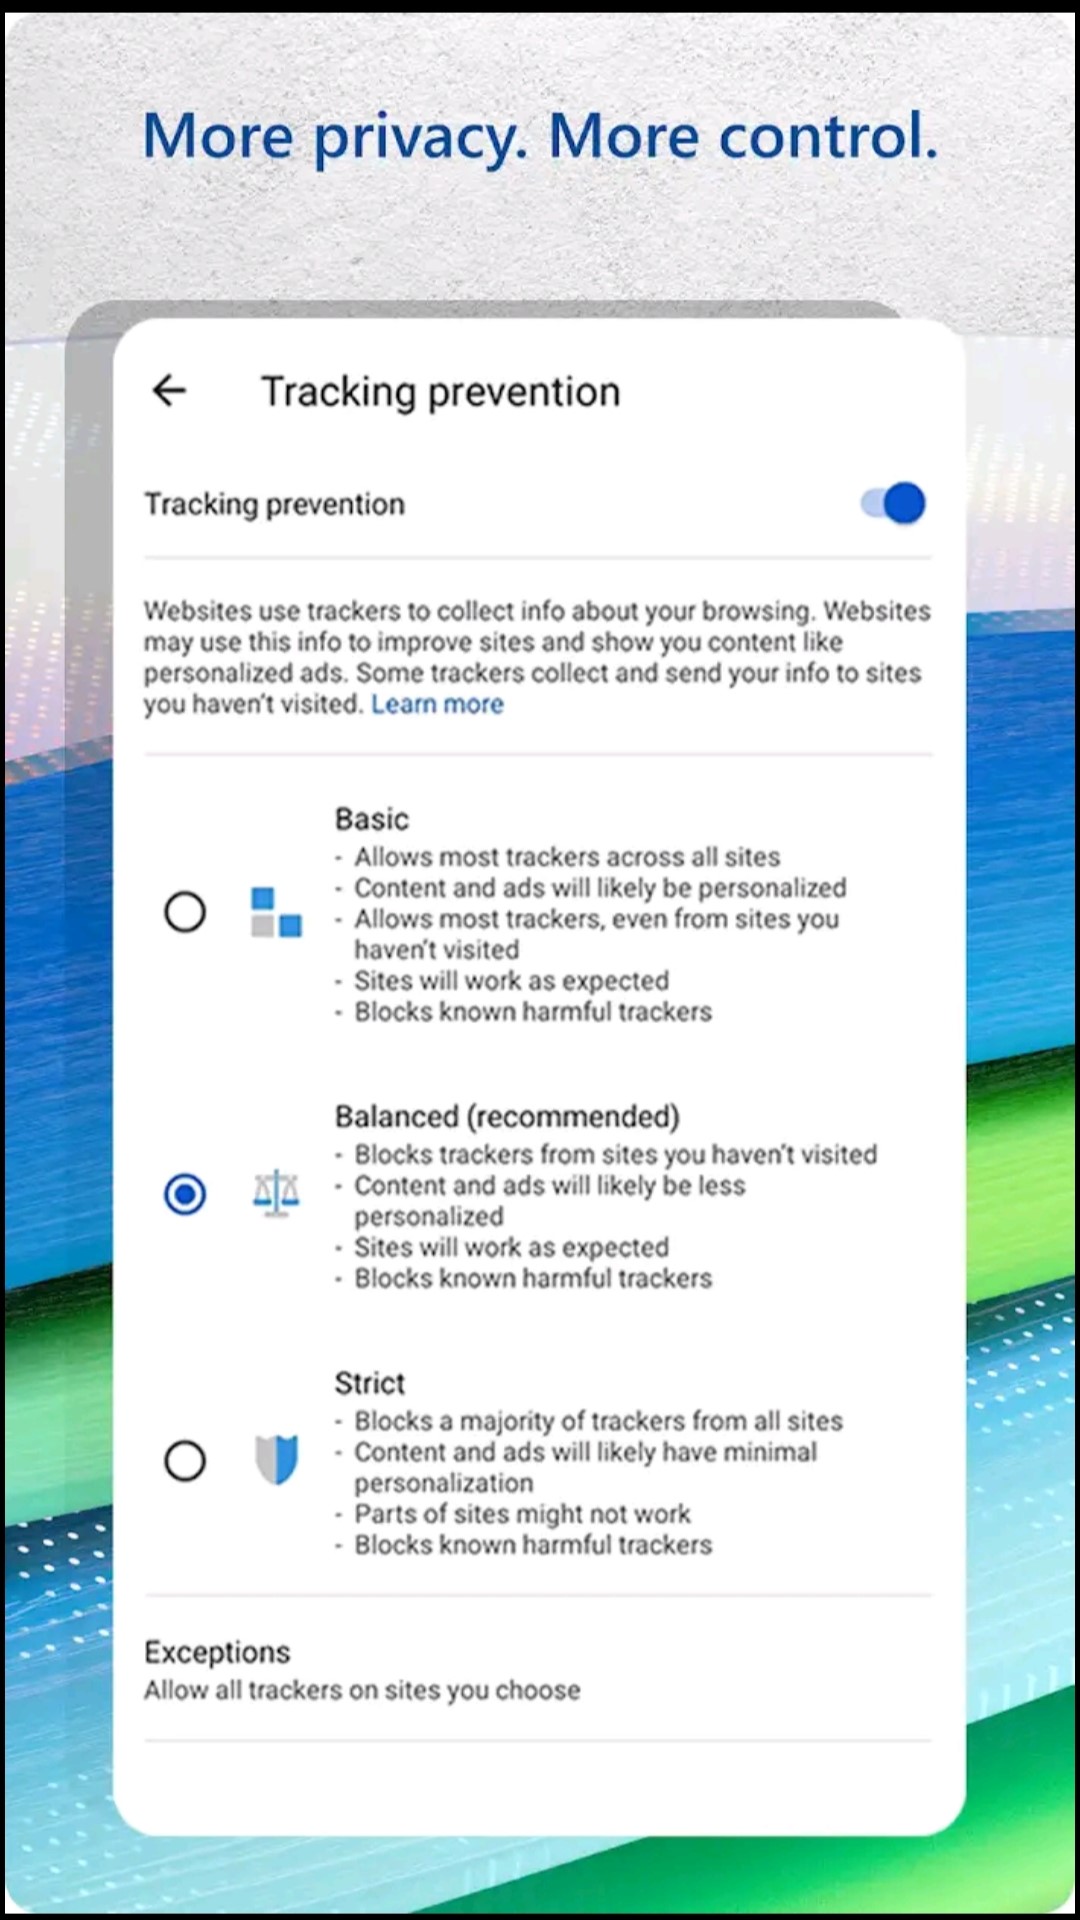 More privacy. More control.
Tracking prevention
Tracking prevention
Websites use trackers to collect info about your browsing. Websites
may use this info to improve sites and show you content like
personalized ads. Some trackers collect and send your info to sites
you haven't visited. Learn more
Basic
- Allows most trackers across all sites
- Content and ads will likely be personalized
- Allows most trackers, even from sites you
haven't visited
- Sites will work as expected
- Blocks known harmful trackers
Balanced (recommended)
- Blocks trackers from sites you haven't visited
- Content and ads will likely be less
personalized
- Sites will work as expected
- Blocks known harmful trackers
Strict
- Blocks a majority of trackers from all sites
- Content and ads will likely have minimal
personalization
- Parts of sites might not work
- Blocks known harmful trackers
Exceptions
Allow all trackers on sites you choose